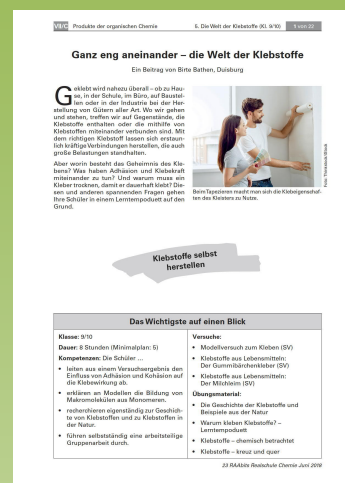 VII/C Produkte der organischen Chemie 5. Die Welt der Klebstoffe (Kl. 9/10) 1 von 22
Ganz eng aneinander – die Welt der Klebstoffe
Ein Beitrag von Birte Bathen, Duisburg
Geklebt wird nahezu überall – ob zu Hau-
se, in der Schule, im Büro, auf Baustel-
len oder in der Industrie bei der Her-
stellung von Gütern aller Art. Wo wir gehen
und stehen, treffen wir auf Gegenstände, die
Klebstoffe enthalten oder die mithilfe von
Klebstoffen miteinander verbunden sind. Mit
dem richtigen Klebstoff lassen sich erstaun-
lich kräftige Verbindungen herstellen, die auch
große Belastungen standhalten.
Aber worin besteht das Geheimnis des Kle-
bens? Was haben Adhäsion und Klebekraft
miteinander zu tun? Und warum muss ein
Kleber trocknen, damit er dauerhaft klebt? Die-
sen und anderen spannenden Fragen gehen
Ihre Schüler in einem Lerntempoduett auf den
Grund.
Beim Tapezieren macht man sich die Klebeigenschaf-
ten des Kleisters zu Nutze.
Klebstoffe selbst
herstellen
Das Wichtigste auf einen Blick
Klasse: 9/10
Dauer: 8 Stunden (Minimalplan: 5)
Kompetenzen: Die Schüler …
• leiten aus einem Versuchsergebnis den
Einfluss von Adhäsion und Kohäsion auf
die Klebewirkung ab.
• erklären an Modellen die Bildung von
Makromolekülen aus Monomeren.
• recherchieren eigenständig zur Geschich-
te von Klebstoffen und zu Klebstoffen in
der Natur.
• führen selbstständig eine arbeitsteilige
Gruppenarbeit durch.
Versuche:
• Modellversuch zum Kleben (SV)
• Klebstoffe aus Lebensmitteln:
Der Gummibärchenkleber (SV)
• Klebstoffe aus Lebensmitteln:
Der Milchleim (SV)
Übungsmaterial:
• Die Geschichte der Klebstoffe und
Beispiele aus der Natur
• Warum kleben Klebstoffe? –
Lerntempoduett
• Klebstoffe – chemisch betrachtet
• Klebstoffe – kreuz und quer
23 RAAbits Realschule Chemie Juni 2018